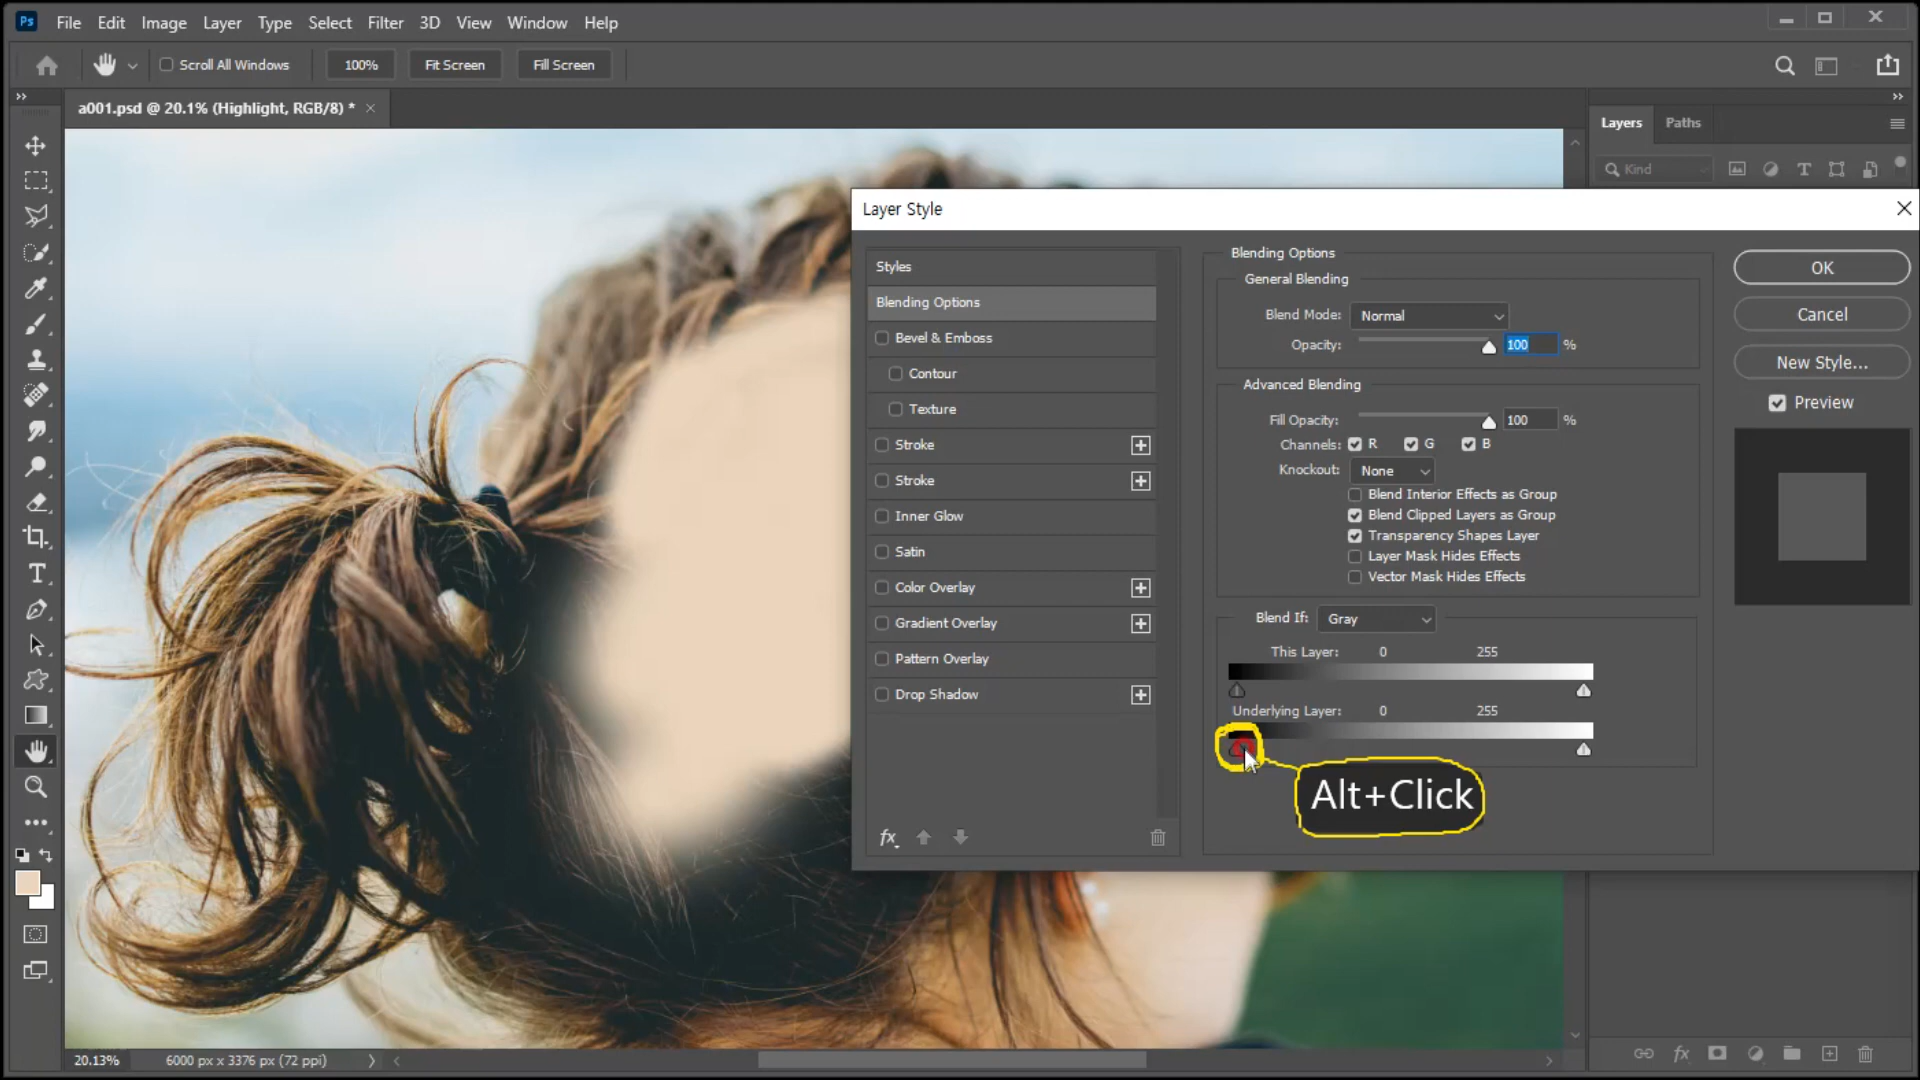 Ps File Edit Image Layer Type Select Filter 3D View Window Help
Scroll All Windows 100% Fit Screen Fill Screen
a001.psd @ 20.1% (Highlight, RGB/8) *
Layers Paths
Kind
Layer Style
Styles
Blending Options
Bevel & Emboss
Contour
Texture
Stroke
Stroke
Inner Glow
Satin
Color Overlay
Gradient Overlay
Pattern Overlay
Drop Shadow
fx
Blending Options
General Blending
Blend Mode: Normal
Opacity: 100 %
Advanced Blending
Fill Opacity: 100 %
Channels: R G B
Knockout: None
Blend Interior Effects as Group
Blend Clipped Layers as Group
Transparency Shapes Layer
Layer Mask Hides Effects
Vector Mask Hides Effects
Blend If: Gray
This Layer: 0 255
Underlying Layer: 0 255
Alt+Click
OK
Cancel
New Style...
Preview
20.13% 6000 px x 3376 px (72 ppi)
fx